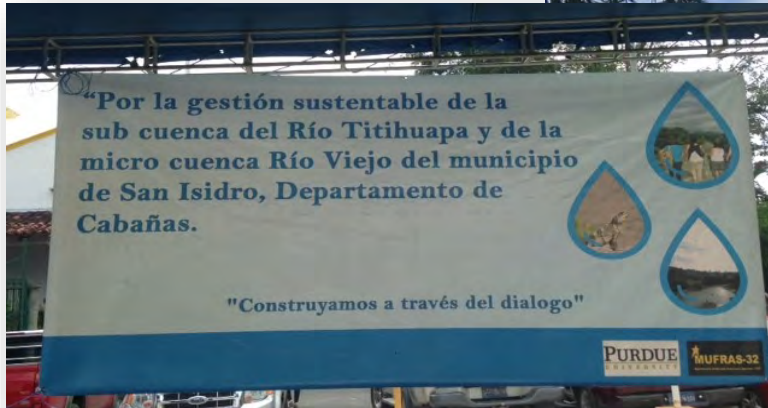 “Por la gestión sustentable de la
sub cuenca del Río Titihuapa y de la
micro cuenca Río Viejo del municipio
de San Isidro, Departamento de
Cabañas.
"Construyamos a través del dialogo"
PURDUE
UNIVERSITY
MUFRAS-32